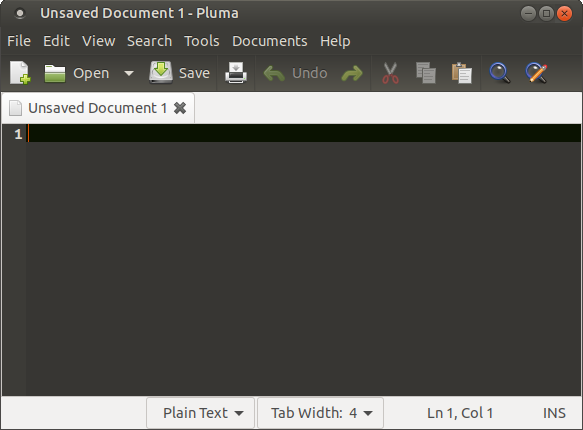 Unsaved Document 1 - Pluma
File Edit View Search Tools Documents Help
Open Save Undo
Unsaved Document 1
1
Plain Text Tab Width: 4 Ln 1, Col 1 INS